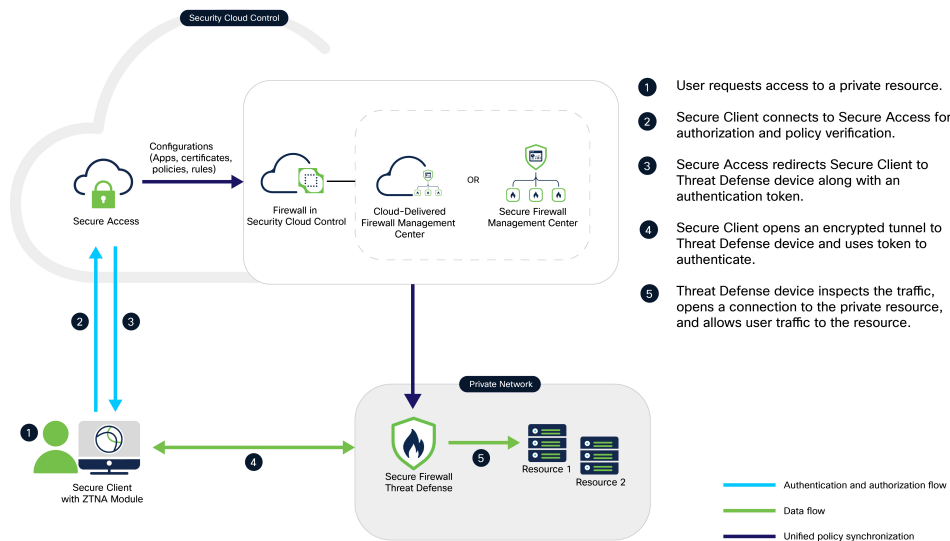 Security Cloud Control
Configurations
(Apps, certificates,
policies, rules)
Secure Access
Firewall in
Security Cloud Control
Cloud-Delivered
Firewall Management
Center
OR
Secure Firewall
Management Center
1 User requests access to a private resource.
2 Secure Client connects to Secure Access for
authorization and policy verification.
3 Secure Access redirects Secure Client to
Threat Defense device along with an
authentication token.
4 Secure Client opens an encrypted tunnel to
Threat Defense device and uses token to
authenticate.
5 Threat Defense device inspects the traffic,
opens a connection to the private resource,
and allows user traffic to the resource.
2
3
Private Network
1
Secure Client
with ZTNA Module
4
Secure Firewall
Threat Defense
5
Resource 1
Resource 2
Authentication and authorization flow
Data flow
Unified policy synchronization